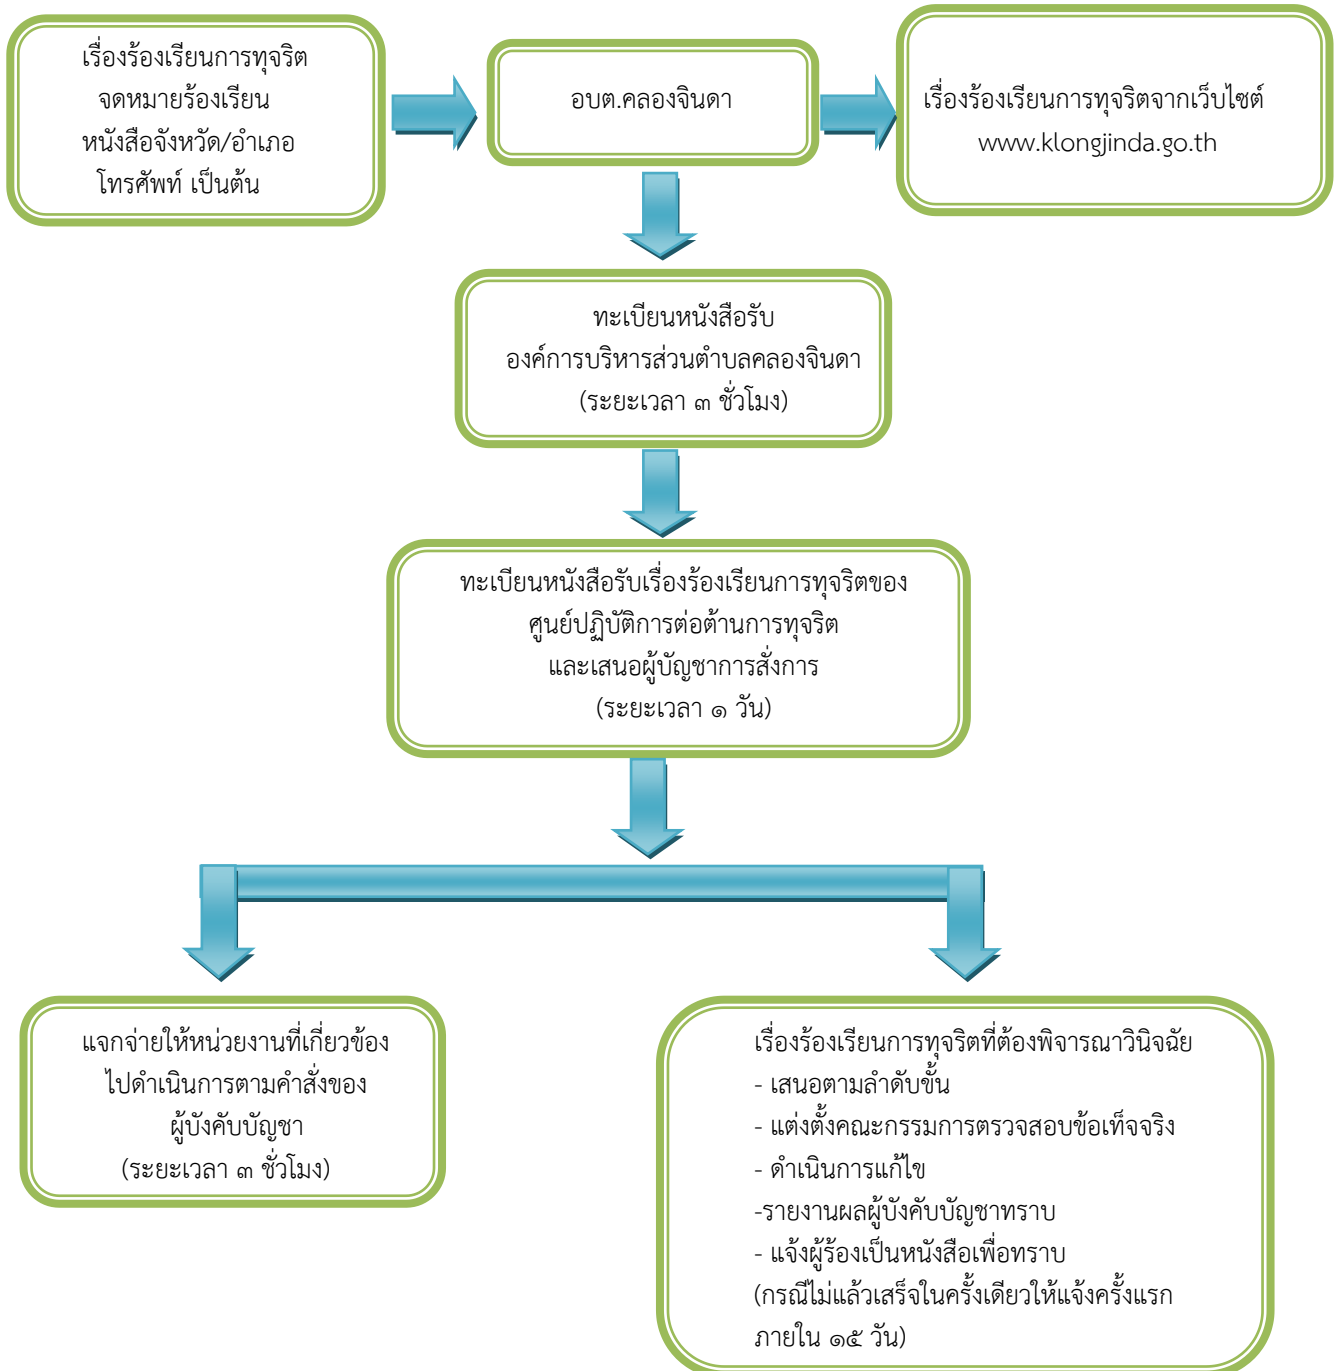 เรื่องร้องเรียนการทุจริต
จดหมายร้องเรียน
หนังสือจังหวัด/อำเภอ
โทรศัพท์ เป็นต้น
อบต.คลองจินดา
เรื่องร้องเรียนการทุจริตจากเว็บไซต์
www.klongjinda.go.th
ทะเบียนหนังสือรับ
องค์การบริหารส่วนตำบลคลองจินดา
(ระยะเวลา ๓ ชั่วโมง)
ทะเบียนหนังสือรับเรื่องร้องเรียนการทุจริตของ
ศูนย์ปฏิบัติการต่อต้านการทุจริต
และเสนอผู้บัญชาการสั่งการ
(ระยะเวลา ๑ วัน)
แจกจ่ายให้หน่วยงานที่เกี่ยวข้อง
ไปดำเนินการตามคำสั่งของ
ผู้บังคับบัญชา
(ระยะเวลา ๓ ชั่วโมง)
เรื่องร้องเรียนการทุจริตที่ต้องพิจารณาวินิจฉัย
- เสนอตามลำดับขั้น
- แต่งตั้งคณะกรรมการตรวจสอบข้อเท็จจริง
- ดำเนินการแก้ไข
-รายงานผลผู้บังคับบัญชาทราบ
- แจ้งผู้ร้องเป็นหนังสือเพื่อทราบ
(กรณีไม่แล้วเสร็จในครั้งเดียวให้แจ้งครั้งแรก
ภายใน ๑๕ วัน)